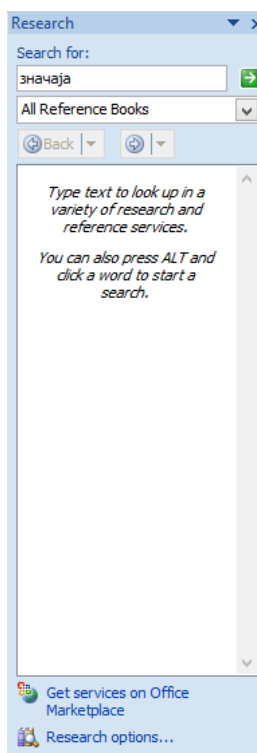 Research
Search for:
значаја
All Reference Books
Back
Type text to look up in a
variety of research and
reference services.
You can also press ALT and
click a word to start a
search.
Get services on Office
Marketplace
Research options...